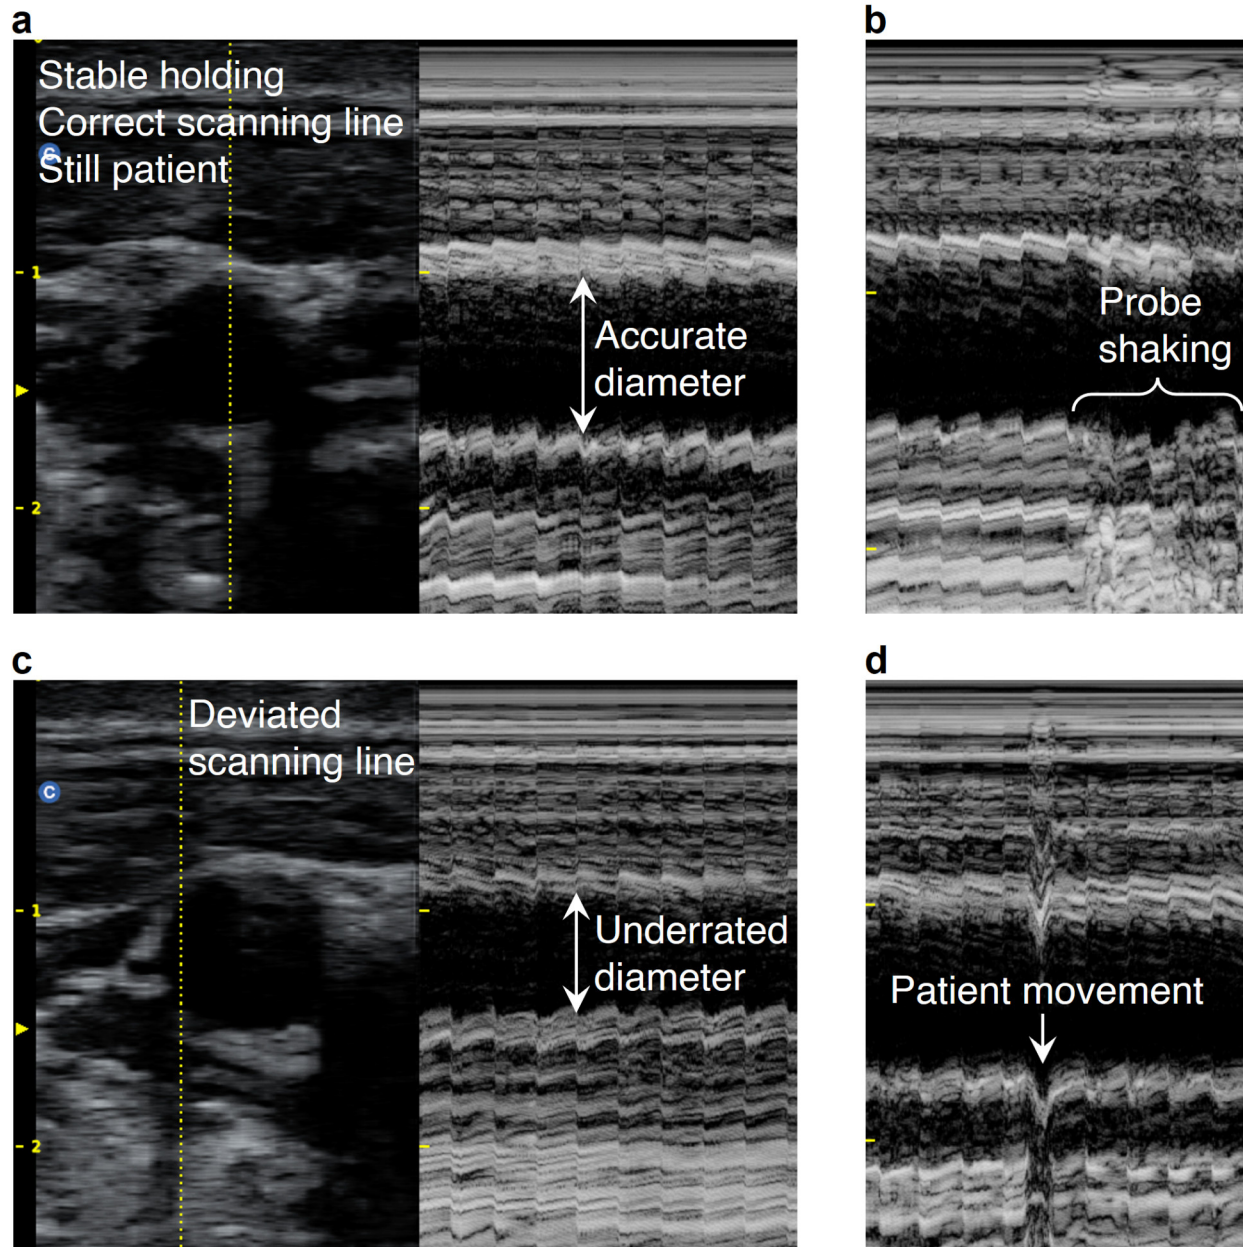 a
Stable holding
Correct scanning line
G
Still patient
1
Accurate
diameter
2
b
Probe
shaking
c
Deviated
scanning line
C
1
Underrated
diameter
2
d
Patient movement